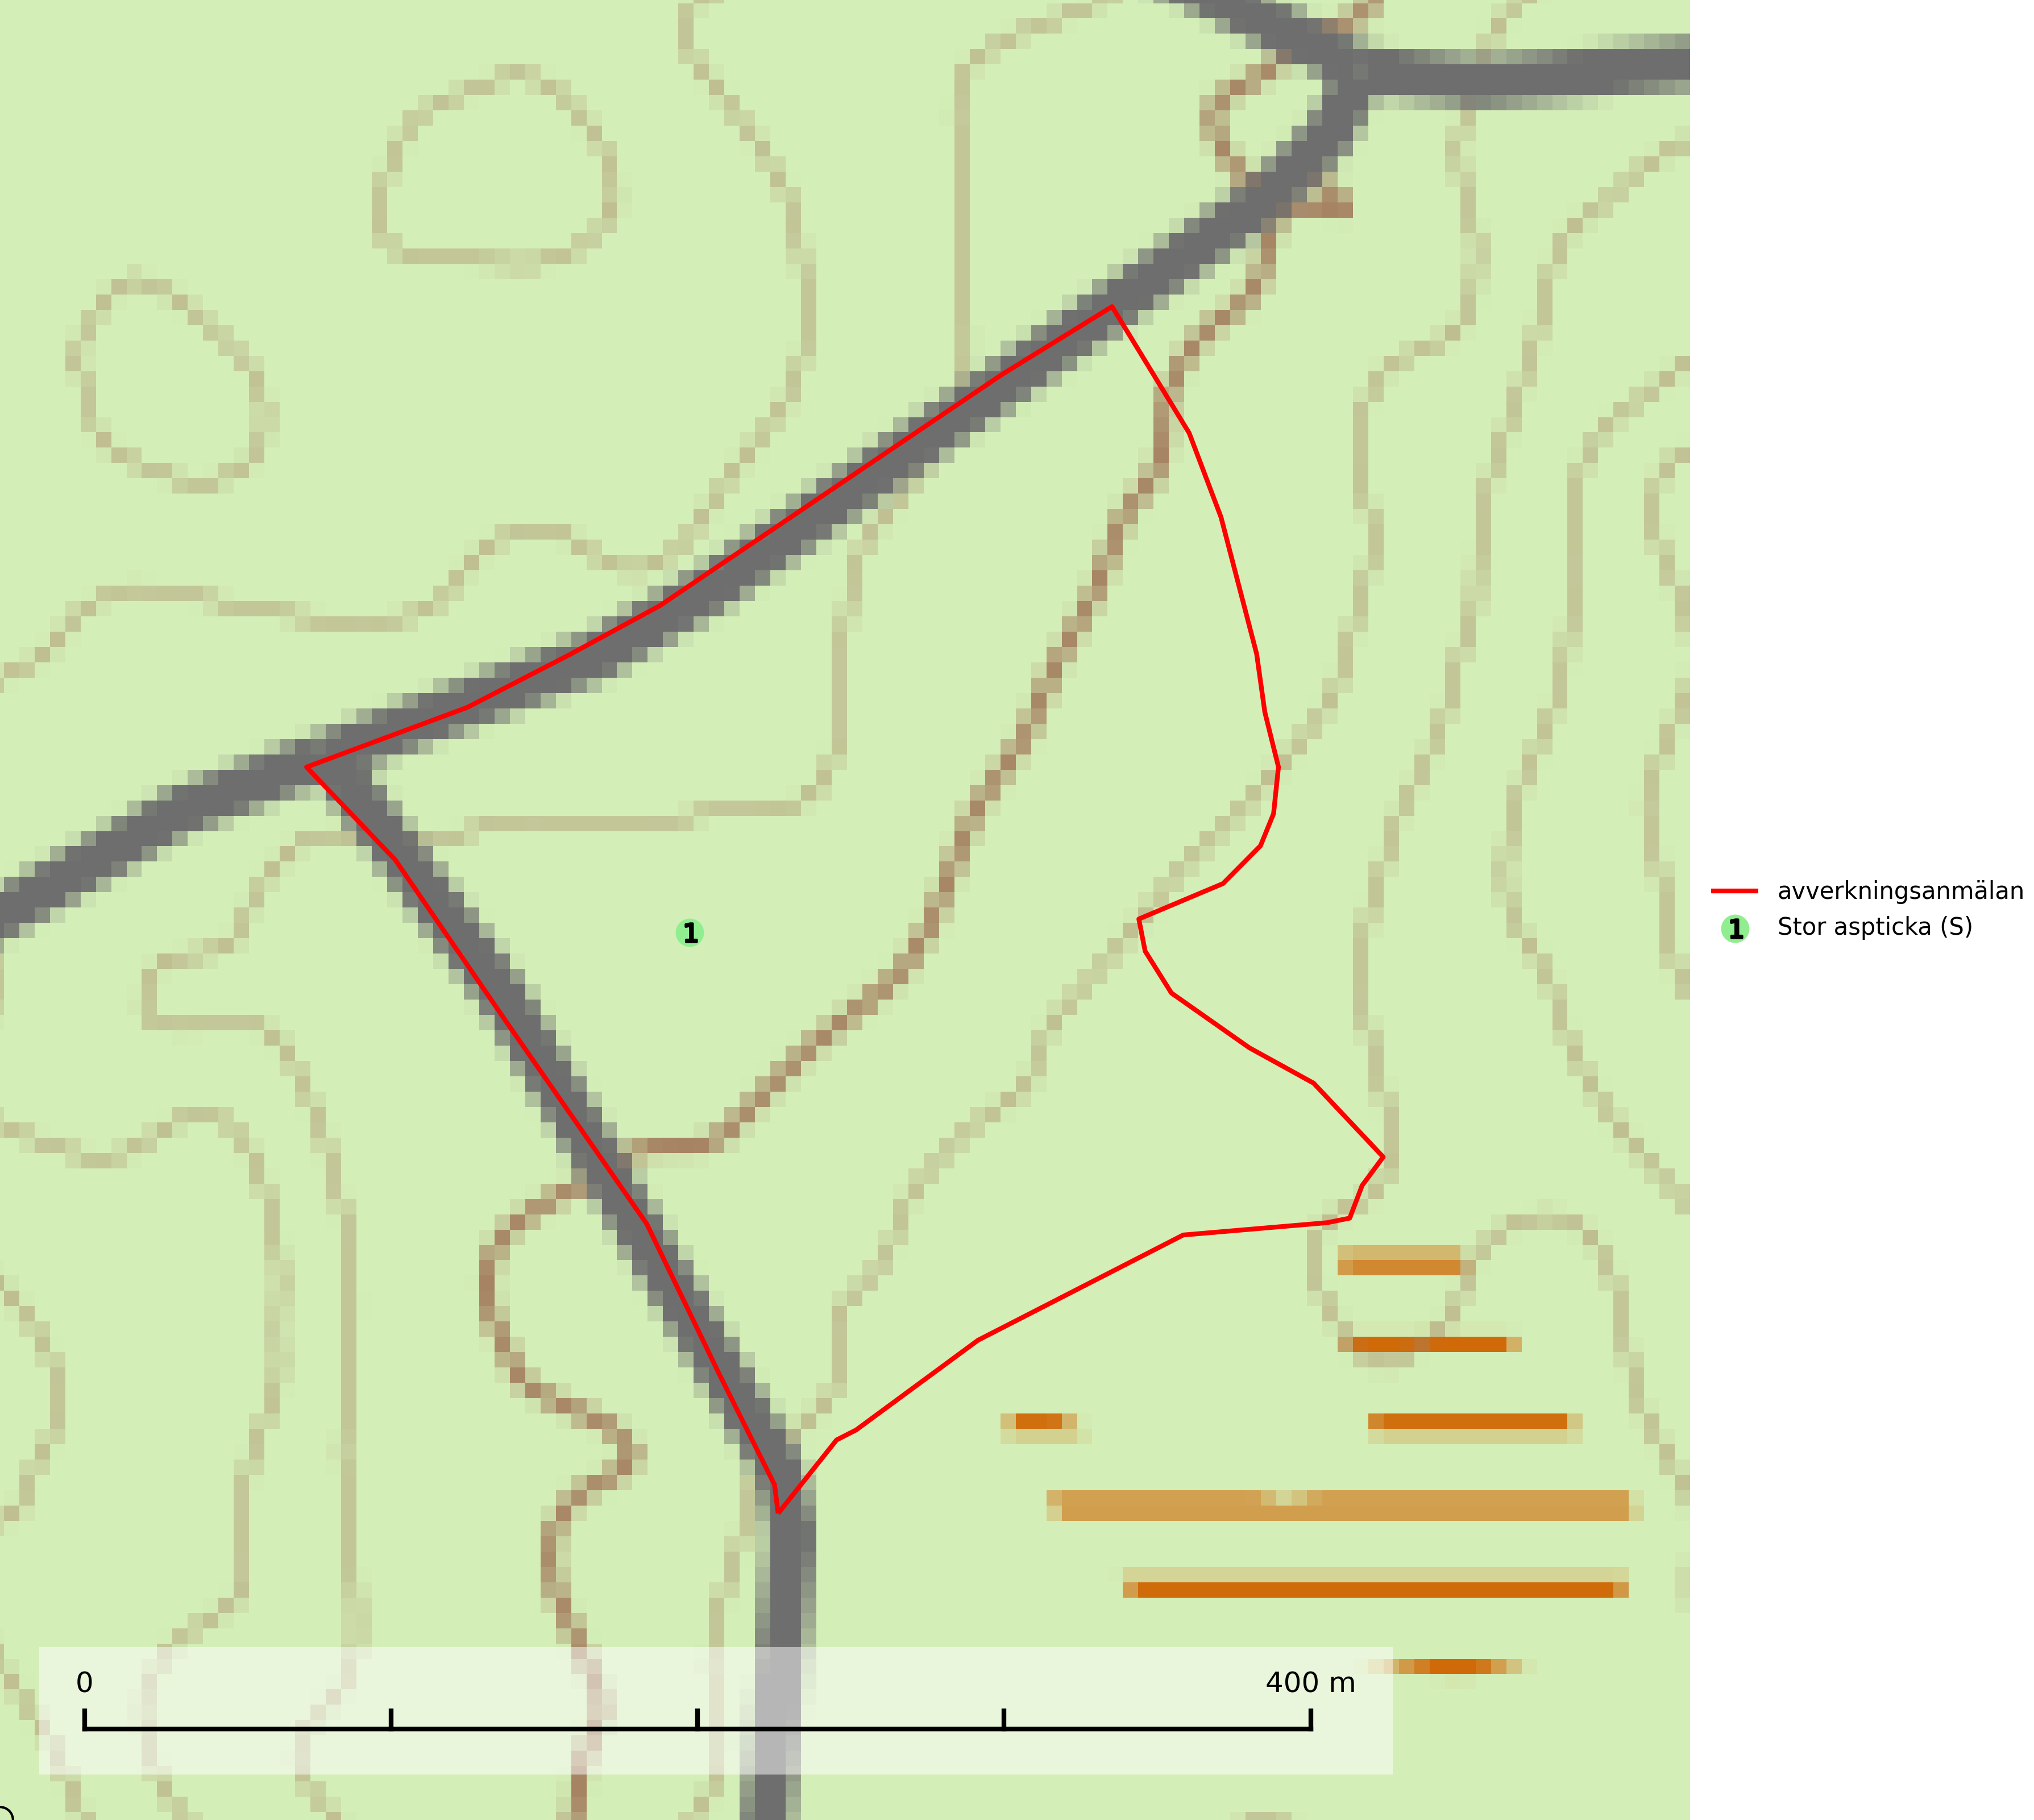 1
avverkningsanmälan
1 Stor aspticka (S)
0 400 m